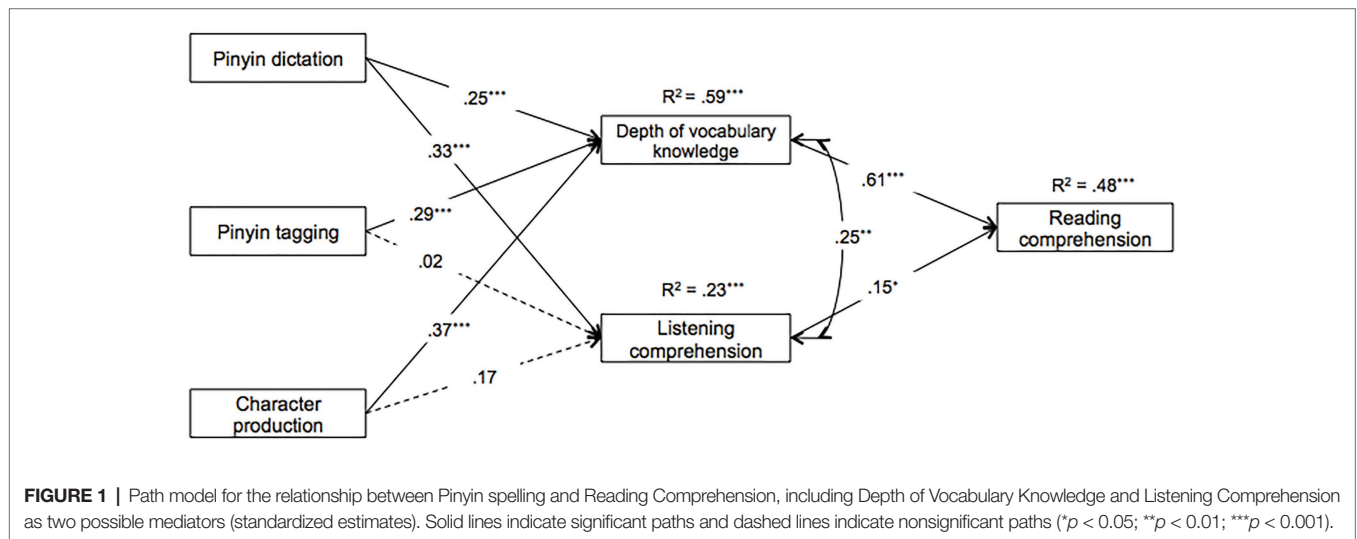 Pinyin dictation
.25***
R² = .59***
Depth of vocabulary
knowledge
.33***
.61***
R² = .48***
Reading
comprehension
Pinyin tagging
.29***
.02
.25**
R² = .23***
.15*
Listening
comprehension
.37***
.17
Character
production
FIGURE 1 | Path model for the relationship between Pinyin spelling and Reading Comprehension, including Depth of Vocabulary Knowledge and Listening Comprehension
as two possible mediators (standardized estimates). Solid lines indicate significant paths and dashed lines indicate nonsignificant paths (*p < 0.05; **p < 0.01; ***p < 0.001).